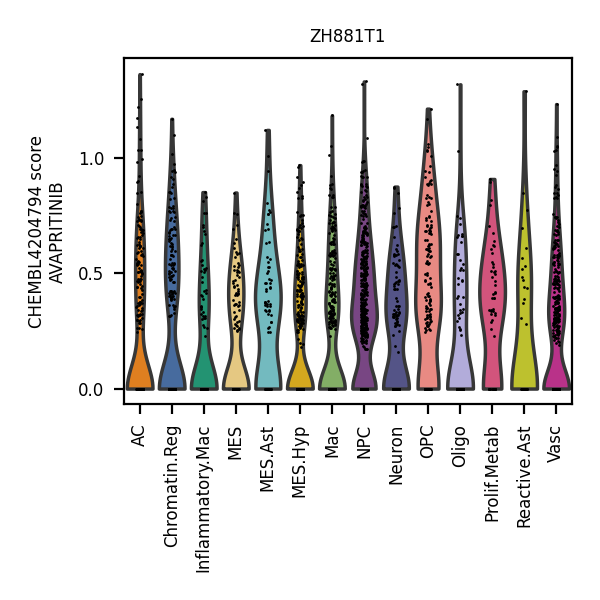 ZH881T1
CHEMBL4204794 score
AVAPRITINIB
1.0
0.5
0.0
AC
Chromatin.Reg
Inflammatory.Mac
MES
MES.Ast
MES.Hyp
Mac
NPC
Neuron
OPC
Oligo
Prolif.Metab
Reactive.Ast
Vasc